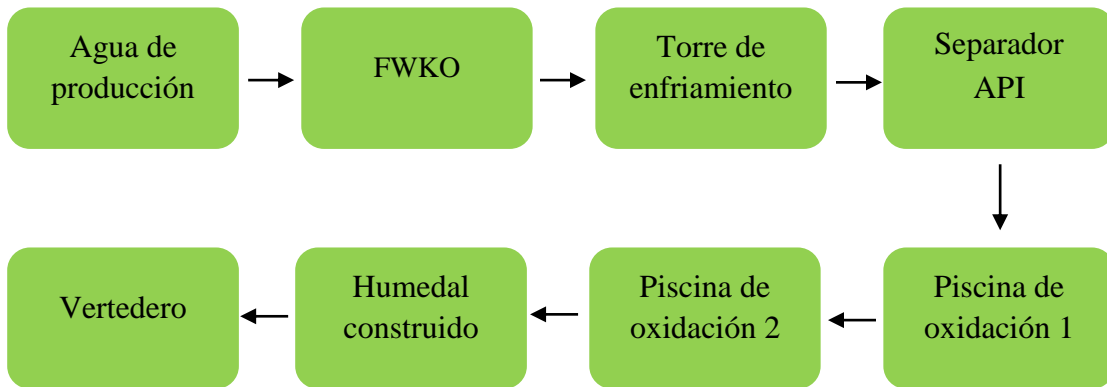 Agua de
producción
FWKO
Torre de
enfriamiento
Separador
API
Piscina de
oxidación 1
Piscina de
oxidación 2
Humedal
construido
Vertedero